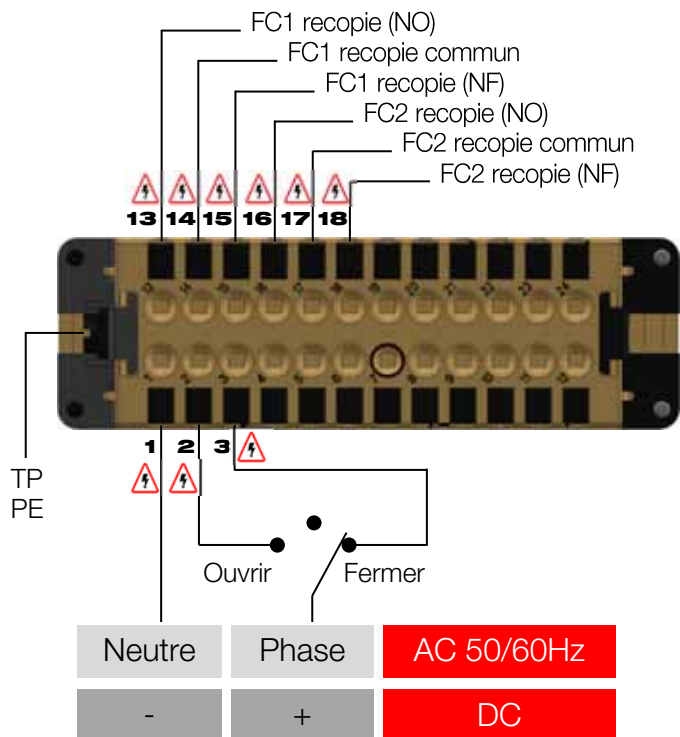 FC1 recopie (NO)
FC1 recopie commun
FC1 recopie (NF)
FC2 recopie (NO)
FC2 recopie commun
FC2 recopie (NF)
13 14 15 16 17 18
1 2 3
TP
PE
Ouvrir Fermer
Neutre Phase AC 50/60Hz
- + DC